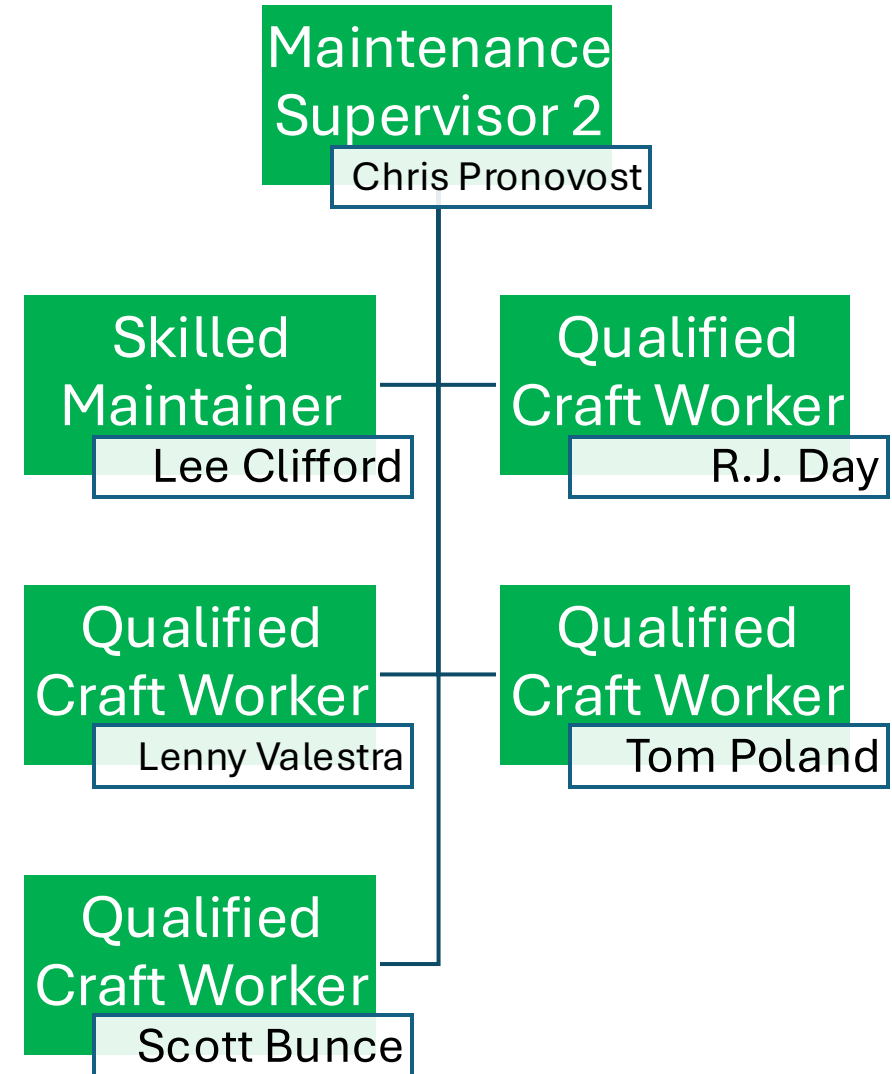 Maintenance
Supervisor 2
Chris Pronovost
Skilled
Maintainer
Lee Clifford
Qualified
Craft Worker
R.J. Day
Qualified
Craft Worker
Lenny Valestra
Qualified
Craft Worker
Tom Poland
Qualified
Craft Worker
Scott Bunce